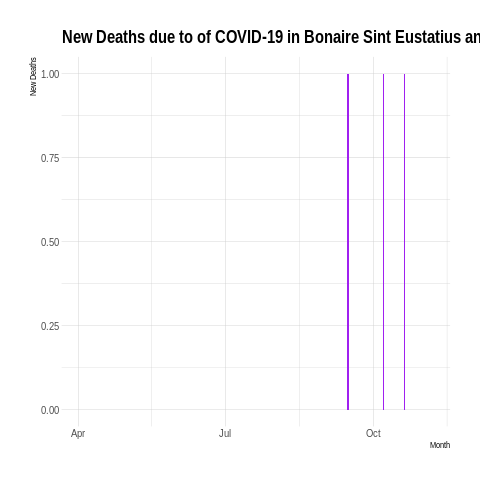 New Deaths due to of COVID-19 in Bonaire Sint Eustatius an
New Deaths
1.00
0.75
0.50
0.25
0.00
Apr Jul Oct
Month